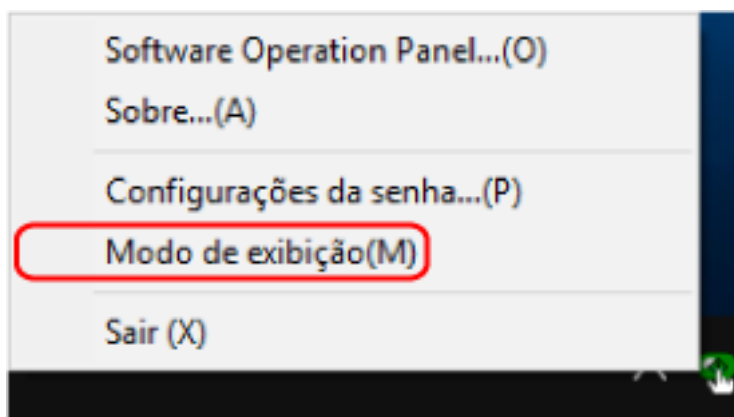 Software Operation Panel...(O)
Sobre...(A)
Configurações da senha...(P)
Modo de exibição(M)
Sair (X)